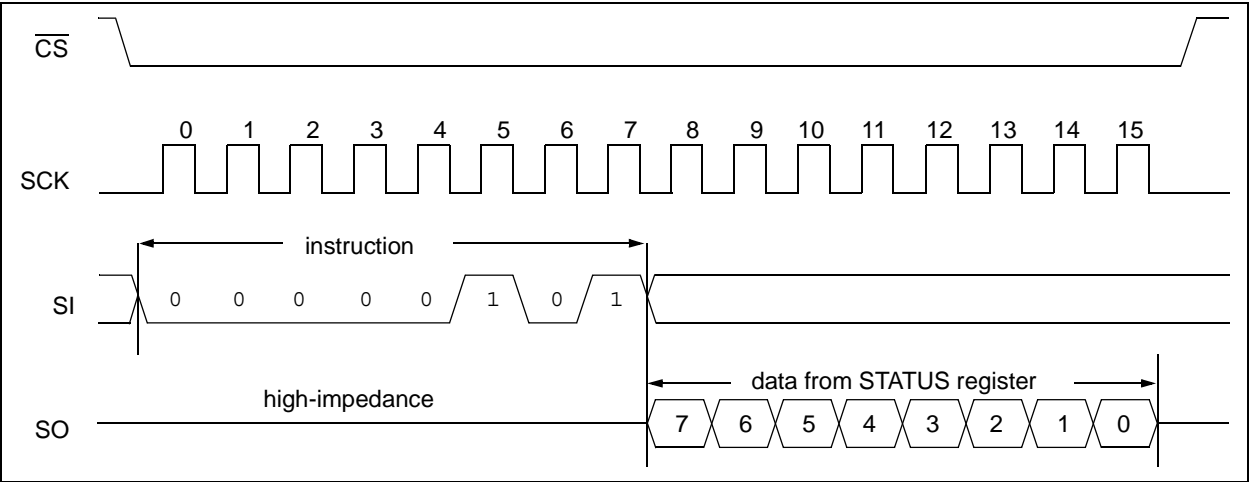 CS
0 1 2 3 4 5 6 7 8 9 10 11 12 13 14 15
SCK
instruction
SI 0 0 0 0 0 1 0 1
data from STATUS register
high-impedance
SO 7 6 5 4 3 2 1 0